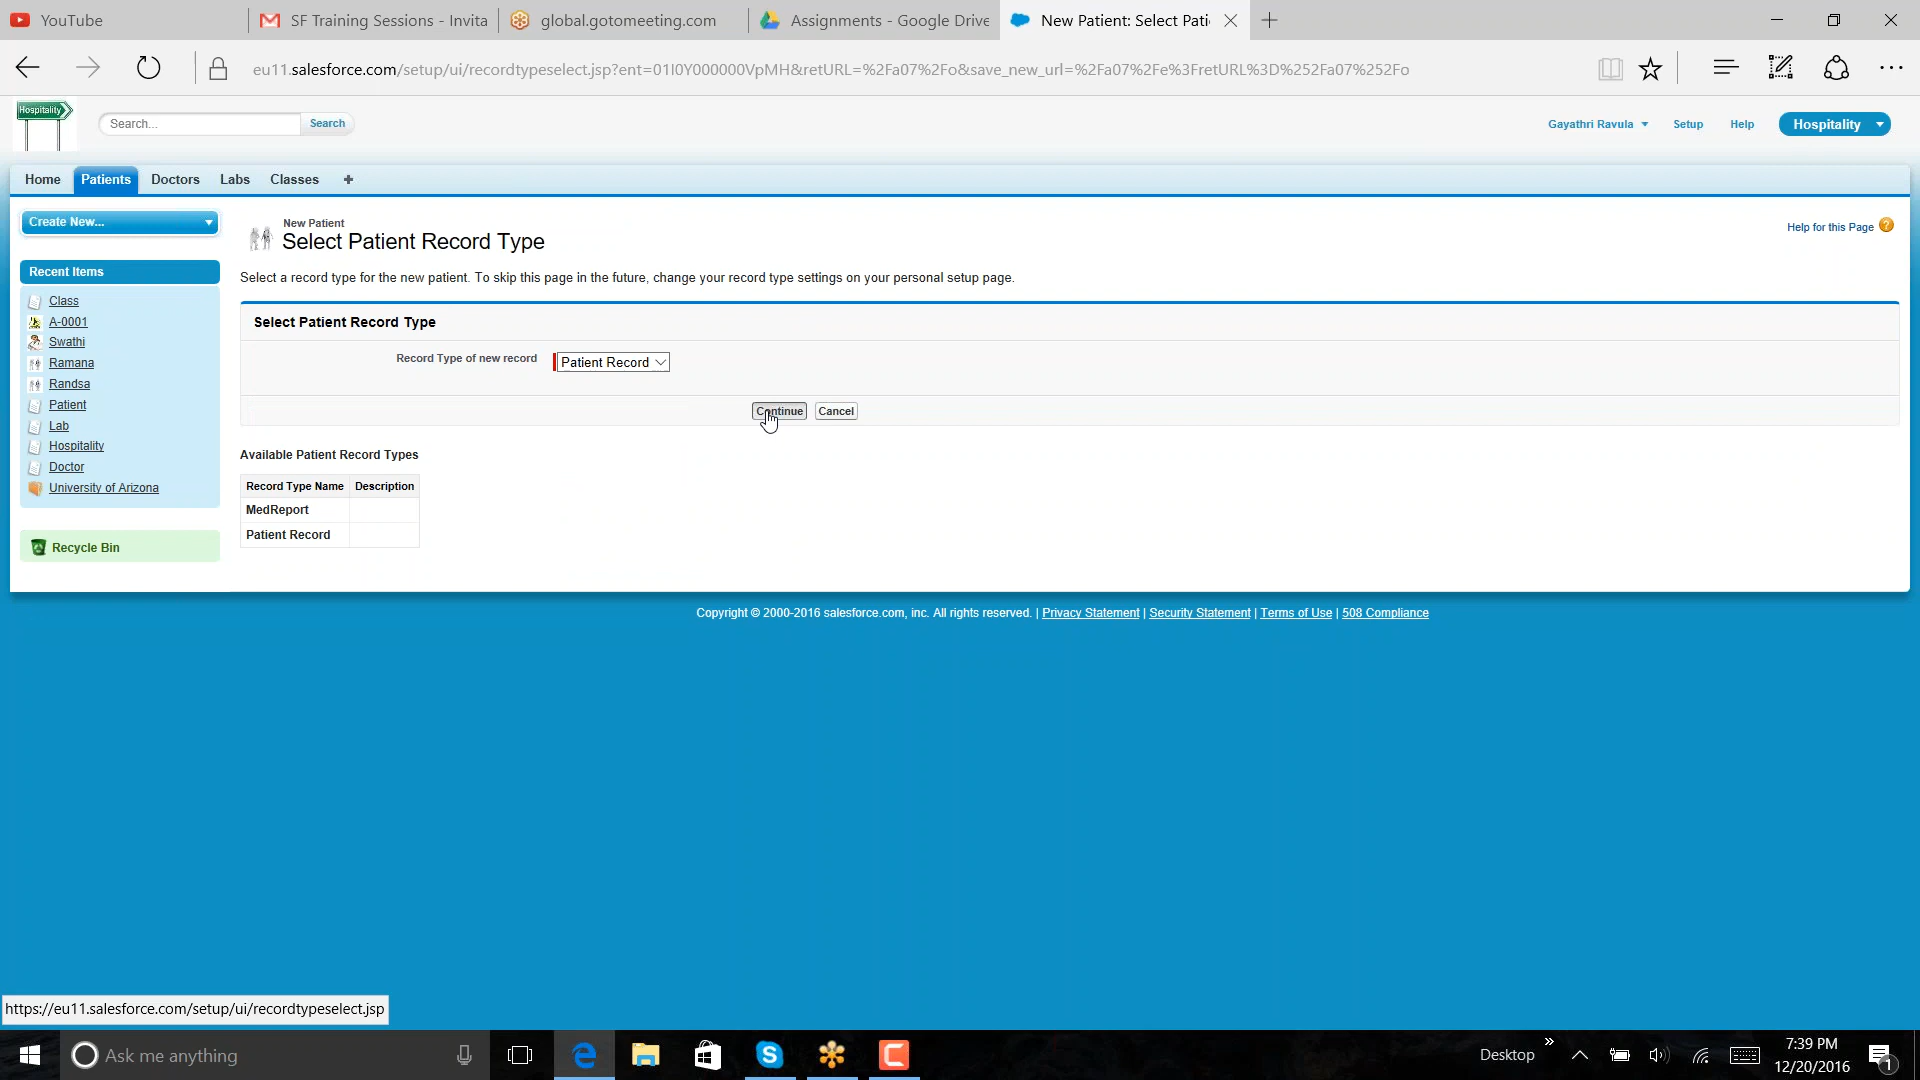 YouTube
SF Training Sessions - Invita
global.gotomeeting.com
Assignments - Google Drive
New Patient: Select Pati
eu11.salesforce.com/setup/ui/recordtypeselect.jsp?ent=01I0Y000000VpMH&retURL=%2Fa07%2Fo&save_new_url=%2Fa07%2Fe%3FretURL%3D%252Fa07%252Fo
Hospitality
Search...
Search
Gayathri Ravula
Setup
Help
Hospitality
Home
Patients
Doctors
Labs
Classes
+
Create New...
Recent Items
Class
A-0001
Swathi
Ramana
Randsa
Patient
Lab
Hospitality
Doctor
University of Arizona
Recycle Bin
New Patient
Select Patient Record Type
Help for this Page ?
Select a record type for the new patient. To skip this page in the future, change your record type settings on your personal setup page.
Select Patient Record Type
Record Type of new record
Patient Record
Continue
Cancel
Available Patient Record Types
Record Type Name Description
MedReport
Patient Record
Copyright © 2000-2016 salesforce.com, inc. All rights reserved. | Privacy Statement | Security Statement | Terms of Use | 508 Compliance
https://eu11.salesforce.com/setup/ui/recordtypeselect.jsp
Ask me anything
Desktop
7:39 PM
12/20/2016
1